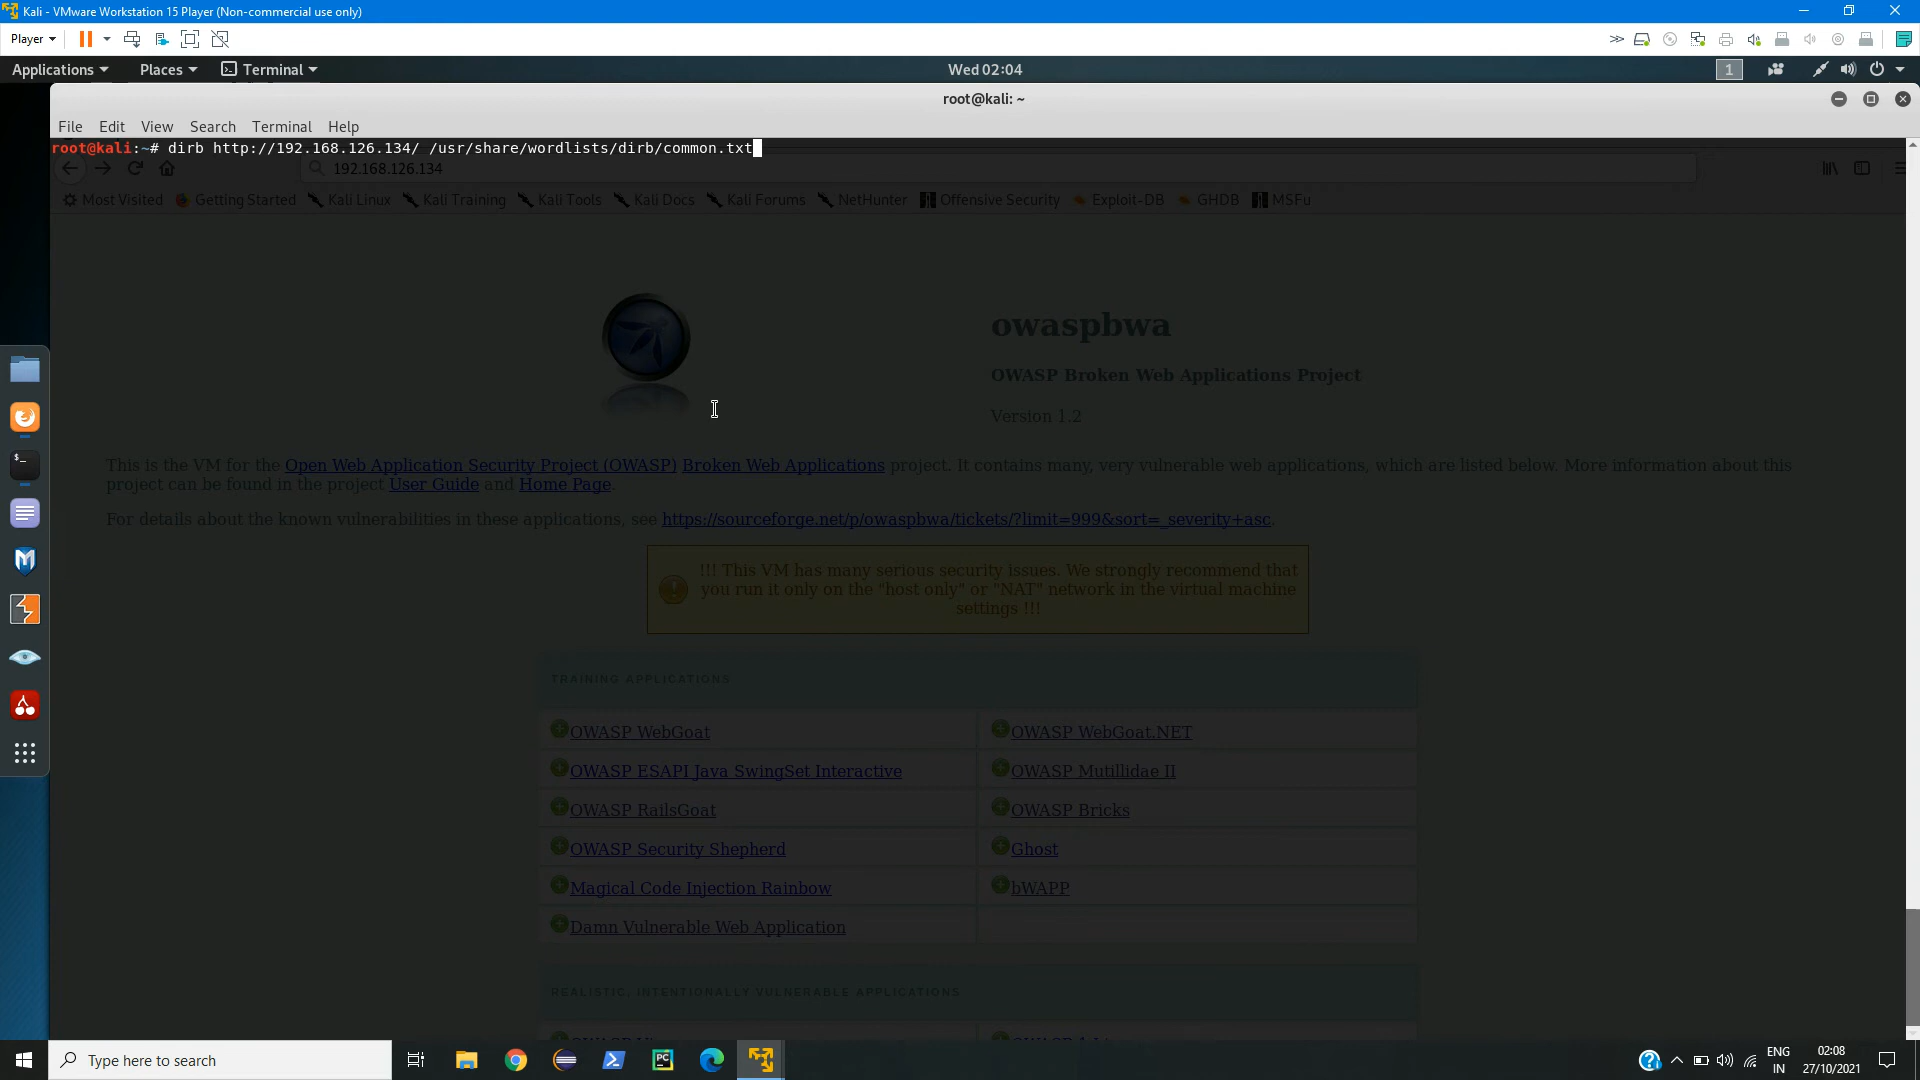 Kali - VMware Workstation 15 Player (Non-commercial use only)
Player
Applications Places Terminal Wed 02:04 1
root@kali: ~
File Edit View Search Terminal Help
root@kali:~# dirb http://192.168.126.134/ /usr/share/wordlists/dirb/common.txt
192.168.126.134
Most Visited Getting Started Kali Linux Kali Training Kali Tools Kali Docs Kali Forums NetHunter Offensive Security Exploit-DB GHDB MSFu
owaspbwa
OWASP Broken Web Applications Project
Version 1.2
This is the VM for the Open Web Application Security Project (OWASP) Broken Web Applications project. It contains many, very vulnerable web applications, which are listed below. More information about this
project can be found in the project User Guide and Home Page.
For details about the known vulnerabilities in these applications, see https://sourceforge.net/p/owaspbwa/tickets/?limit=999&sort=_severity+asc.
!!! This VM has many serious security issues. We strongly recommend that
you run it only on the "host only" or "NAT" network in the virtual machine
settings !!!
TRAINING APPLICATIONS
OWASP WebGoat OWASP WebGoat.NET
OWASP ESAPI Java SwingSet Interactive OWASP Mutillidae II
OWASP RailsGoat OWASP Bricks
OWASP Security Shepherd Ghost
Magical Code Injection Rainbow bWAPP
Damn Vulnerable Web Application
REALISTIC, INTENTIONALLY VULNERABLE APPLICATIONS
Type here to search
PC
ENG
IN
02:08
27/10/2021